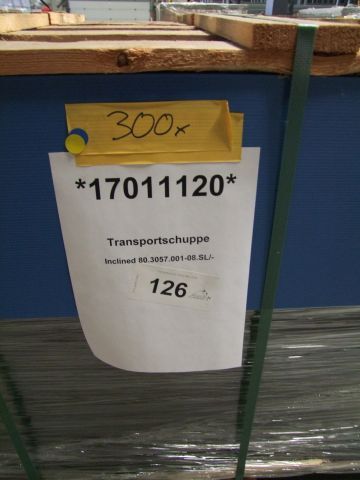 300x
*17011120*
Transportschuppe
Inclined 80.3057.001-08.SL/-
126